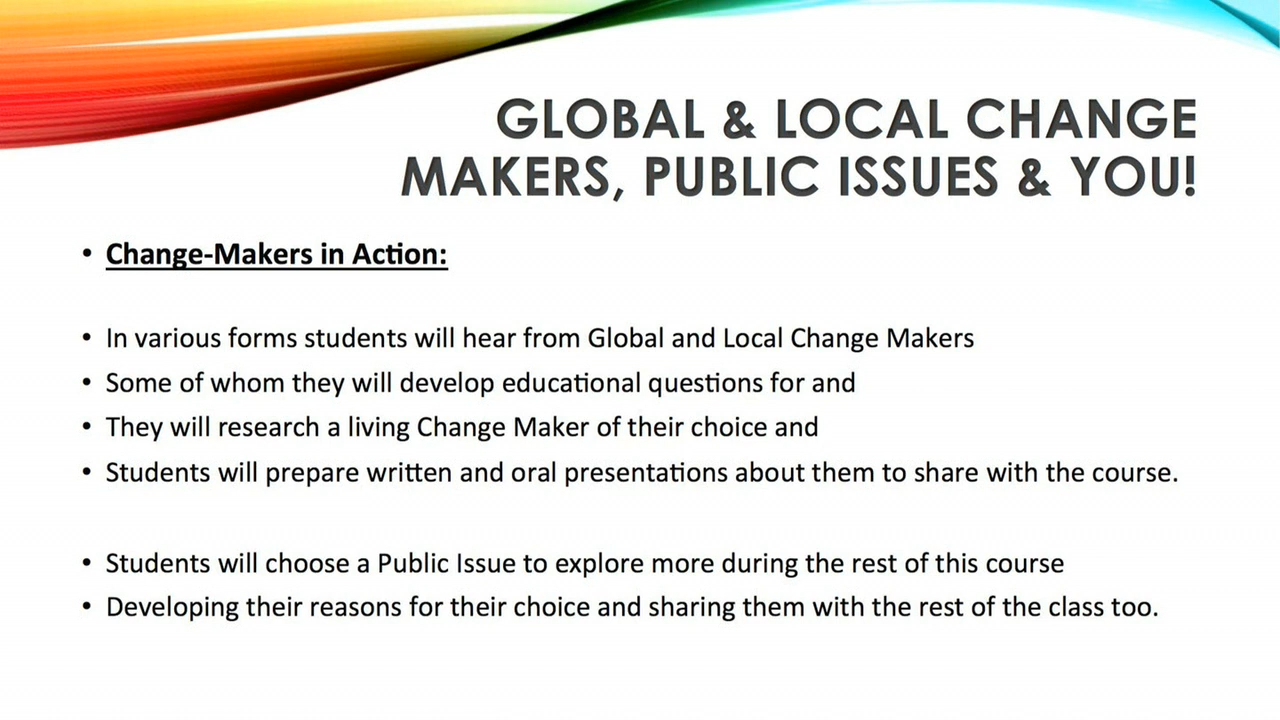 GLOBAL & LOCAL CHANGE
MAKERS, PUBLIC ISSUES & YOU!
• Change-Makers in Action:
• In various forms students will hear from Global and Local Change Makers
• Some of whom they will develop educational questions for and
• They will research a living Change Maker of their choice and
• Students will prepare written and oral presentations about them to share with the course.
• Students will choose a Public Issue to explore more during the rest of this course
• Developing their reasons for their choice and sharing them with the rest of the class too.